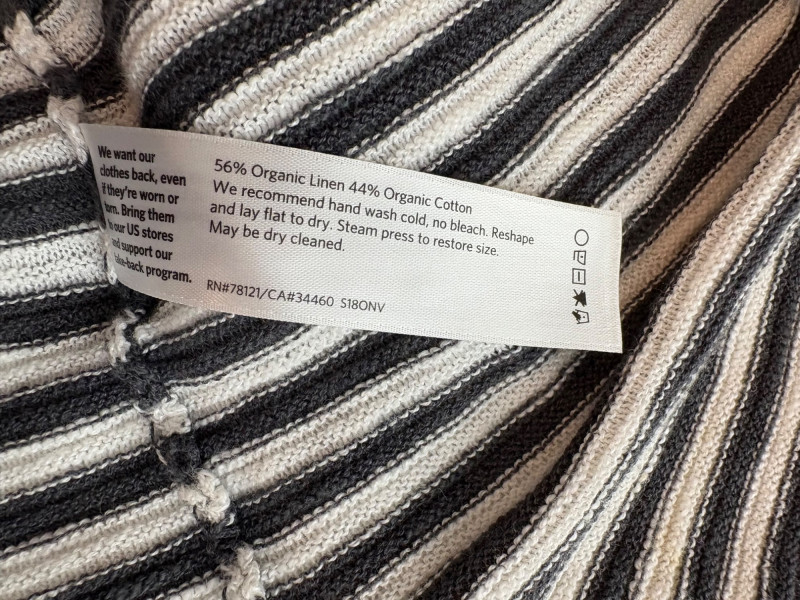 We want our
clothes back, even
if they're worn or
torn. Bring them
to our US stores
and support our
take-back program.
56% Organic Linen 44% Organic Cotton
We recommend hand wash cold, no bleach. Reshape
and lay flat to dry. Steam press to restore size.
May be dry cleaned.
RN#78121/CA#34460 S18ONV